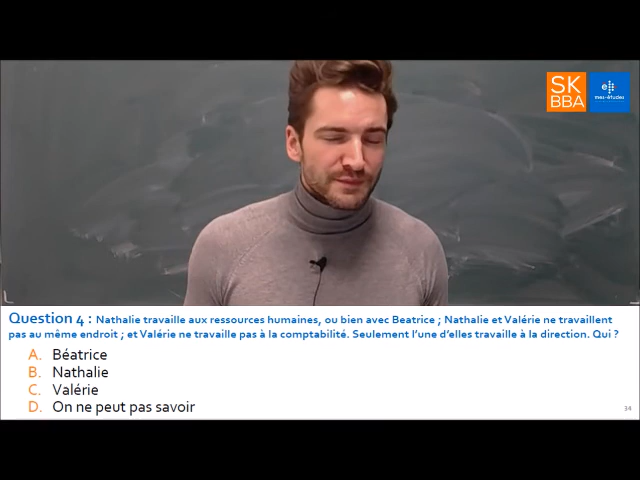 SK
BBA
mes-études
Question 4 : Nathalie travaille aux ressources humaines, ou bien avec Beatrice ; Nathalie et Valérie ne travaillent
pas au même endroit ; et Valérie ne travaille pas à la comptabilité. Seulement l’une d’elles travaille à la direction. Qui ?
A. Béatrice
B. Nathalie
C. Valérie
D. On ne peut pas savoir
34